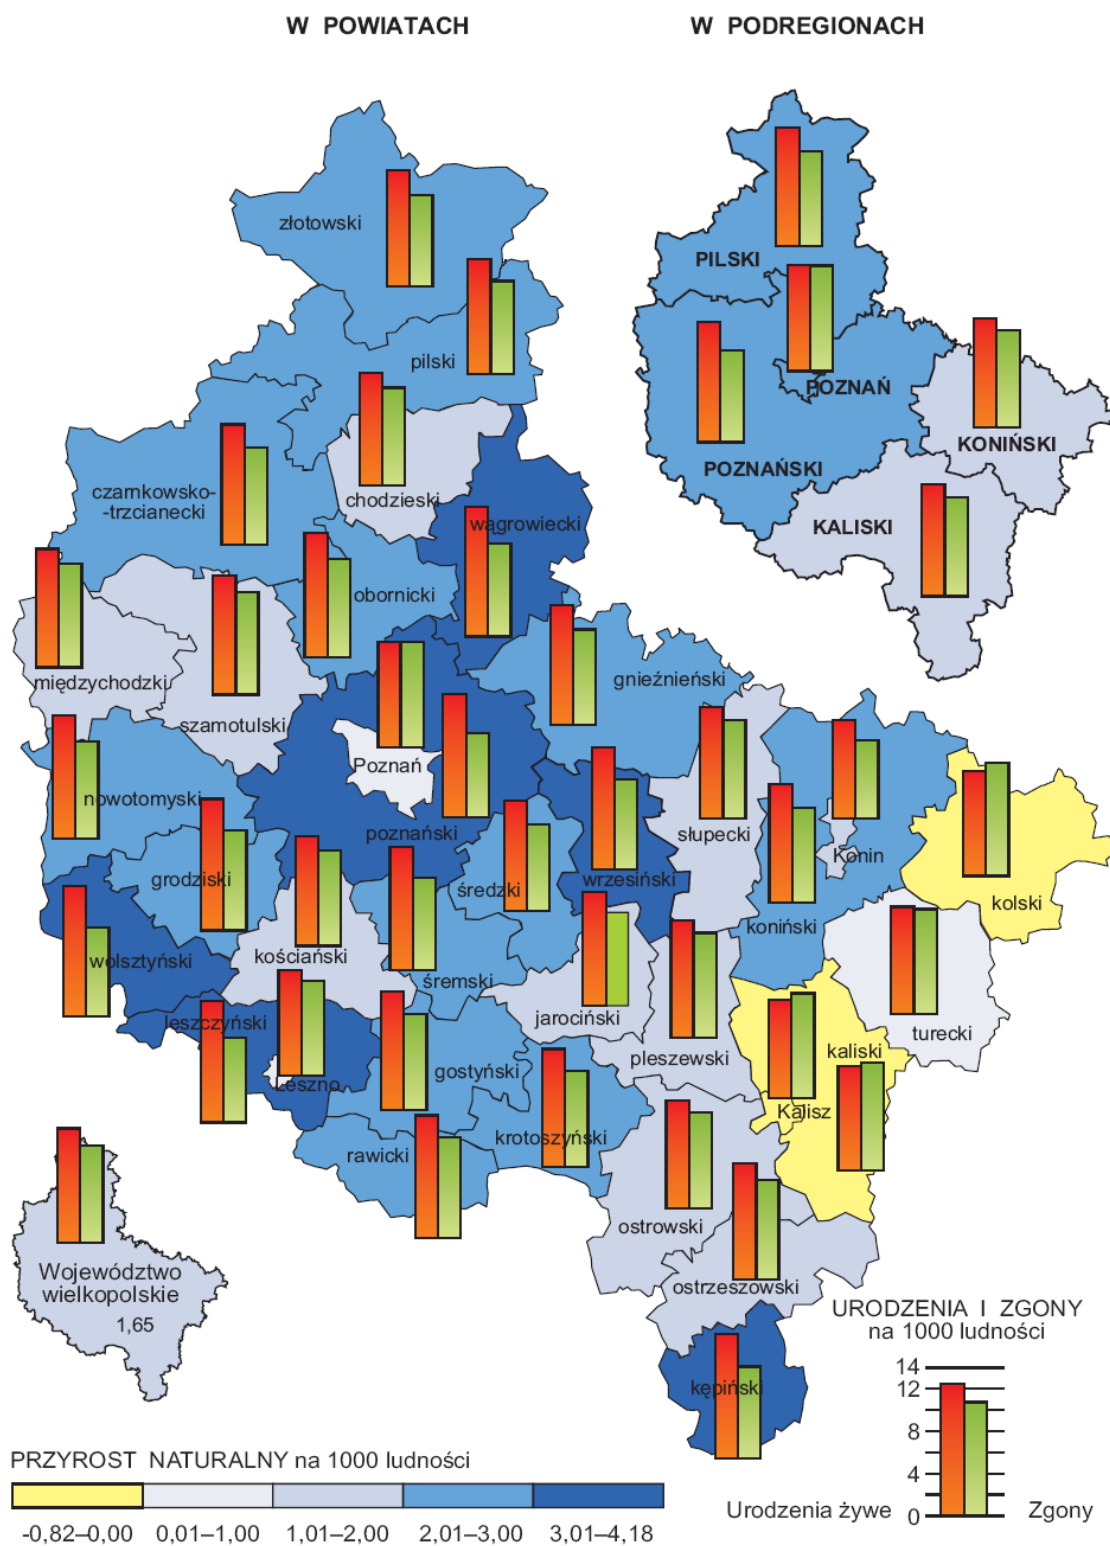 W POWIATACH
W PODREGIONACH
złotowski
PILSKI
pilski
POZNAŃ
KONIŃSKI
POZNAŃSKI
chodzieski
czarnkowsko-
-trzcianecki
wągrowiecki
KALISKI
obornicki
międzychodzki
gnieźnieński
szamotulski
Poznań
nowotomyski
poznański
słupecki
Konin
grodziski
średzki
wrzesiński
kolski
koniński
kościański
wolsztyński
śremski
leszczyński
jarociński
turecki
pleszewski
kaliski
gostyński
Leszno
Kalisz
krotoszyński
rawicki
ostrowski
Województwo
wielkopolskie
1,65
ostrzeszowski
kępiński
URODZENIA I ZGONY
na 1000 ludności
14
12
8
4
0
Urodzenia żywe
Zgony
PRZYROST NATURALNY na 1000 ludności
-0,82–0,00 0,01–1,00 1,01–2,00 2,01–3,00 3,01–4,18